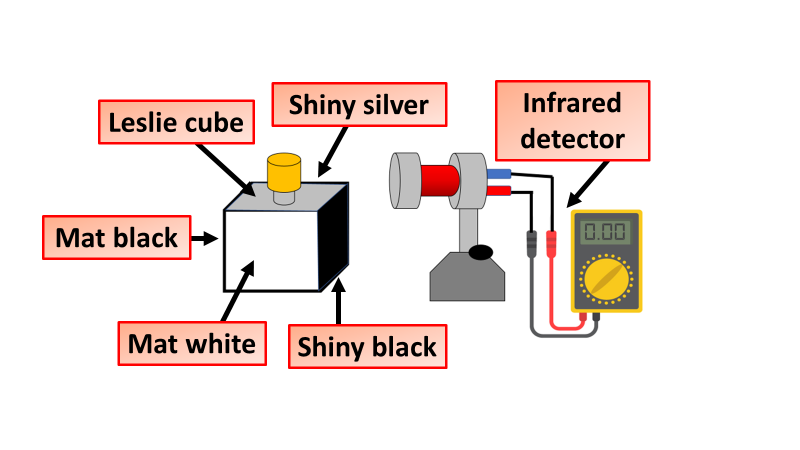 Shiny silver
Leslie cube
Infrared
detector
Mat black
0.00
Mat white
Shiny black